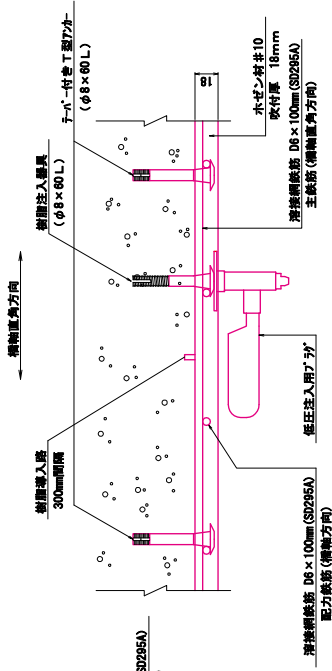 橋軸直角方向
テーパー付きT型アンカー
(φ8×60L)
樹脂注入器具
(φ8×60L)
樹脂導入路
300mm間隔
18
ホゼン材#10
吹付厚 18mm
溶接網鉄筋 D6×100mm(SD295A)
主鉄筋(橋軸直角方向)
低圧注入用プラグ
溶接網鉄筋 D6×100mm(SD295A)
配力鉄筋(橋軸方向)
SD295A)